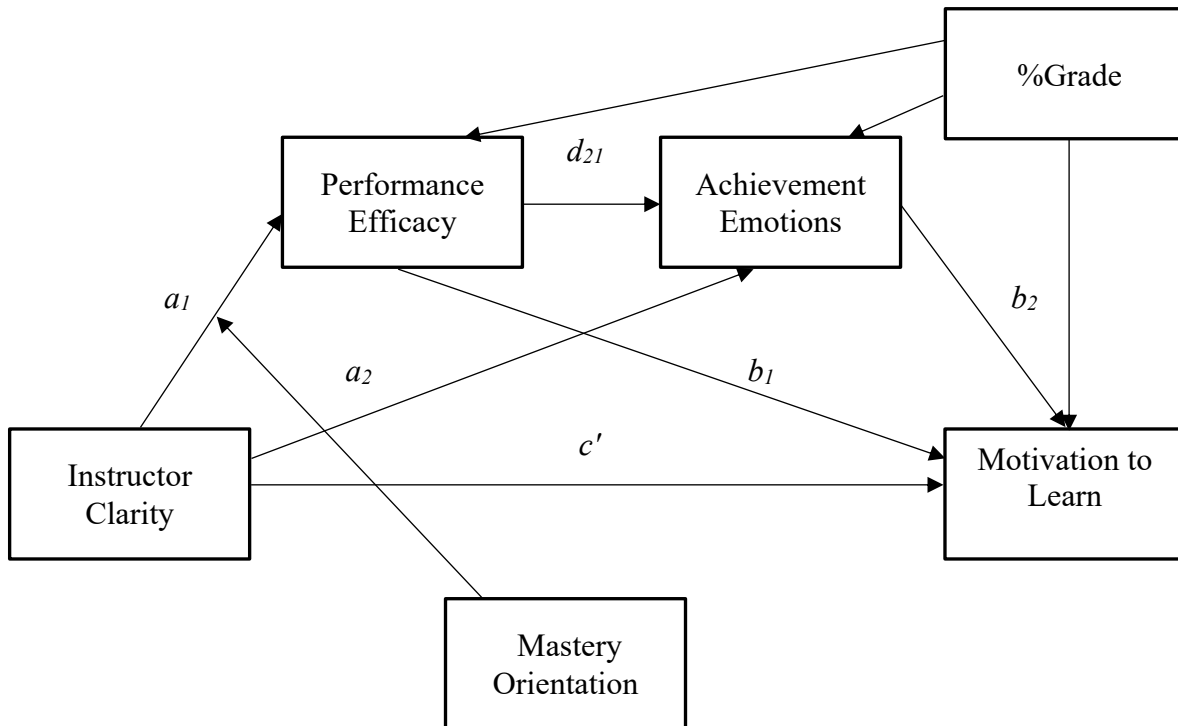 %Grade
d21
Performance
Efficacy
Achievement
Emotions
a1
b2
a2
b1
c′
Instructor
Clarity
Motivation to
Learn
Mastery
Orientation